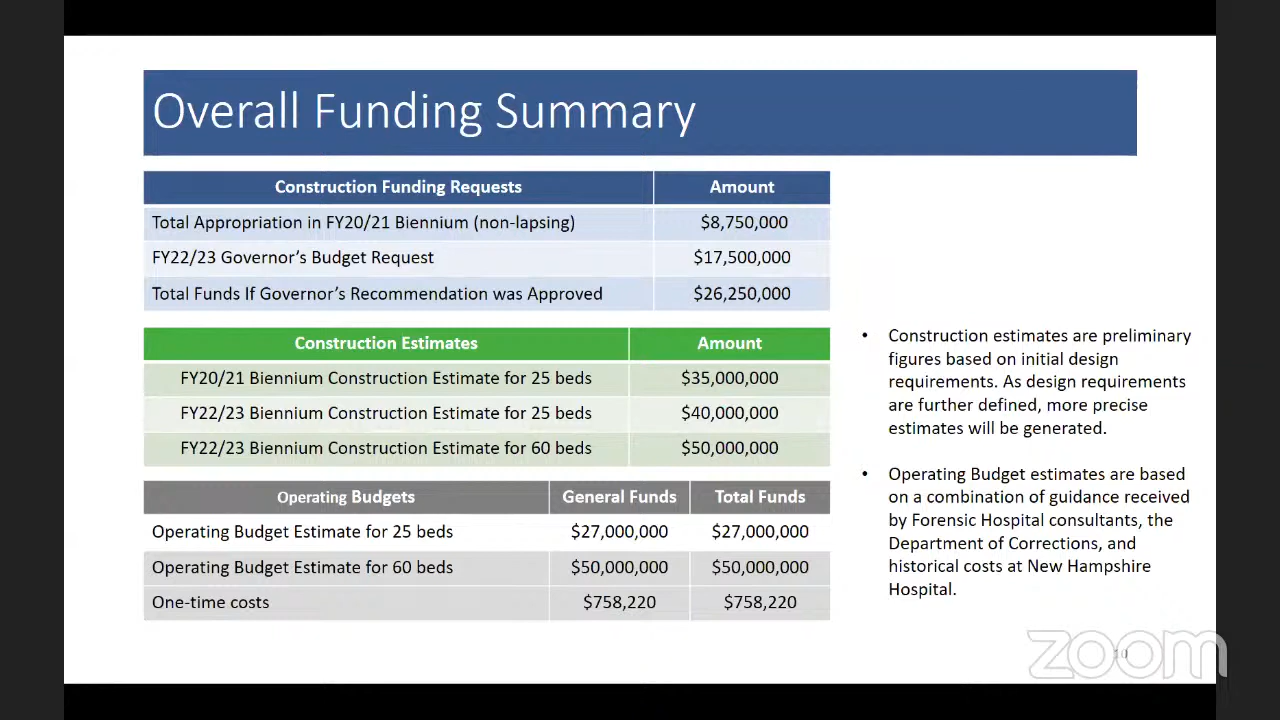 Overall Funding Summary
Construction Funding Requests Amount
Total Appropriation in FY20/21 Biennium (non-lapsing) $8,750,000
FY22/23 Governor’s Budget Request $17,500,000
Total Funds If Governor’s Recommendation was Approved $26,250,000
Construction Estimates Amount
FY20/21 Biennium Construction Estimate for 25 beds $35,000,000
FY22/23 Biennium Construction Estimate for 25 beds $40,000,000
FY22/23 Biennium Construction Estimate for 60 beds $50,000,000
Operating Budgets General Funds Total Funds
Operating Budget Estimate for 25 beds $27,000,000 $27,000,000
Operating Budget Estimate for 60 beds $50,000,000 $50,000,000
One-time costs $758,220 $758,220
• Construction estimates are preliminary
figures based on initial design
requirements. As design requirements
are further defined, more precise
estimates will be generated.
• Operating Budget estimates are based
on a combination of guidance received
by Forensic Hospital consultants, the
Department of Corrections, and
historical costs at New Hampshire
Hospital.
zoom
10